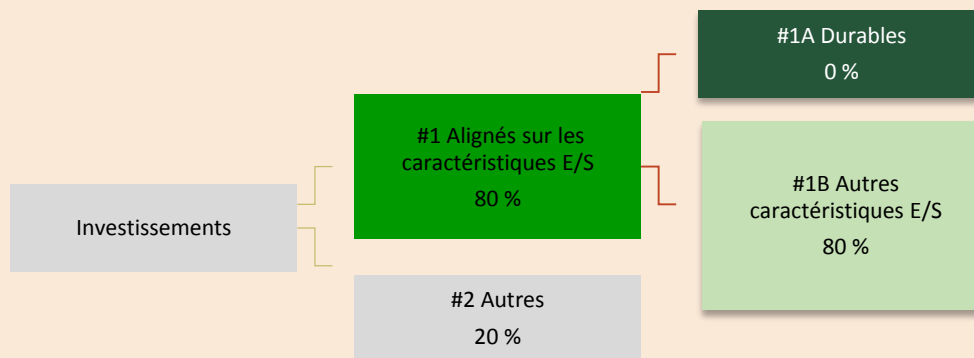 Investissements
#1 Alignés sur les
caractéristiques E/S
80 %
#2 Autres
20 %
#1A Durables
0 %
#1B Autres
caractéristiques E/S
80 %